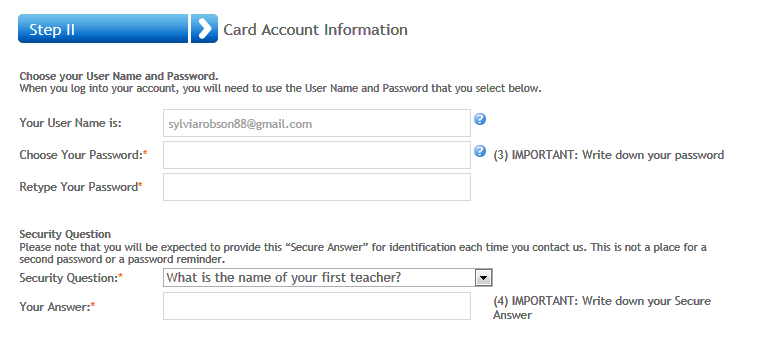 Step II
Card Account Information
Choose your User Name and Password.
When you log into your account, you will need to use the User Name and Password that you select below.
Your User Name is:
sylviarobson88@gmail.com
?
Choose Your Password:*
?
(3) IMPORTANT: Write down your password
Retype Your Password*
Security Question
Please note that you will be expected to provide this “Secure Answer” for identification each time you contact us. This is not a place for a
second password or a password reminder.
Security Question:*
What is the name of your first teacher?
Your Answer:*
(4) IMPORTANT: Write down your Secure
Answer